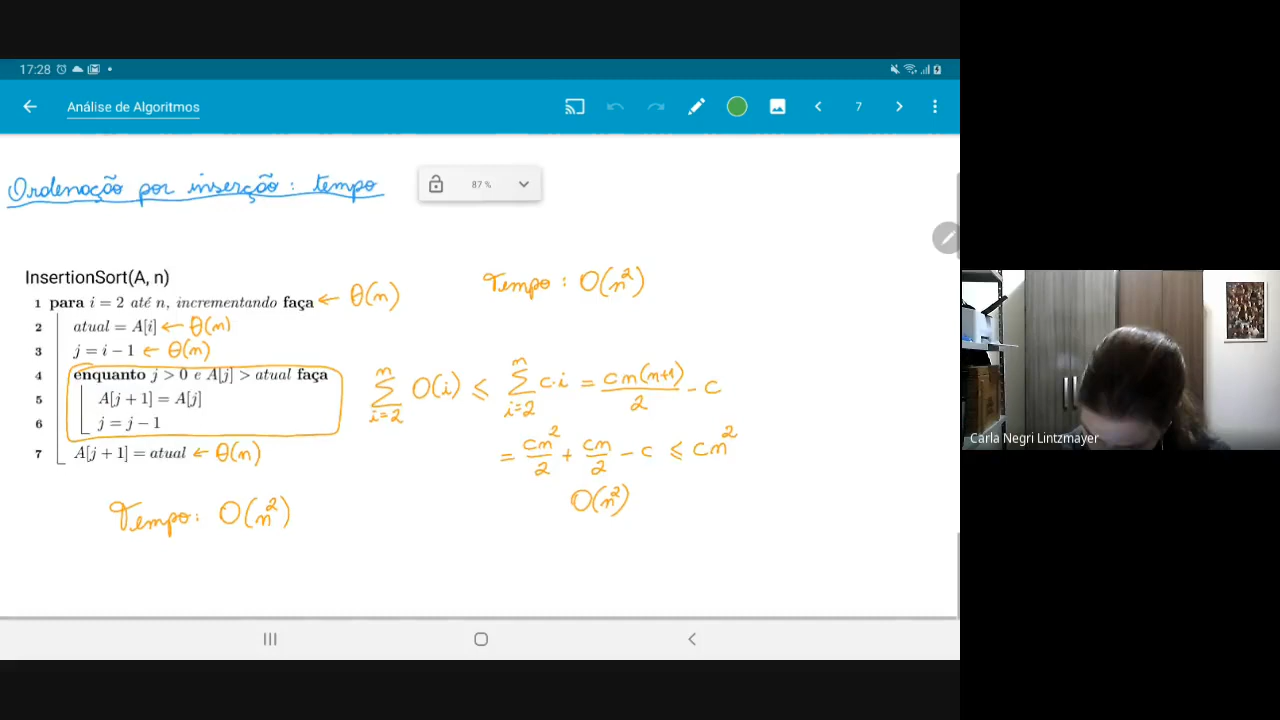 17:28
Análise de Algoritmos
7
Ordenação por inserção: tempo
87 %
InsertionSort(A, n)
1 para i = 2 até n, incrementando faça ← Θ(n)
2 atual = A[i] ← Θ(n)
3 j = i − 1 ← Θ(n)
4 enquanto j > 0 e A[j] > atual faça
5 A[j + 1] = A[j]
6 j = j − 1
7 A[j + 1] = atual ← Θ(n)
Tempo: O(n²)
Tempo: O(n²)
∑_{i=2}^{n} O(i) ≤ ∑_{i=2}^{n} c·i = cn(n+1)/2 − c
= cn²/2 + cn/2 − c ≤ cn²
O(n²)
Carla Negri Lintzmayer